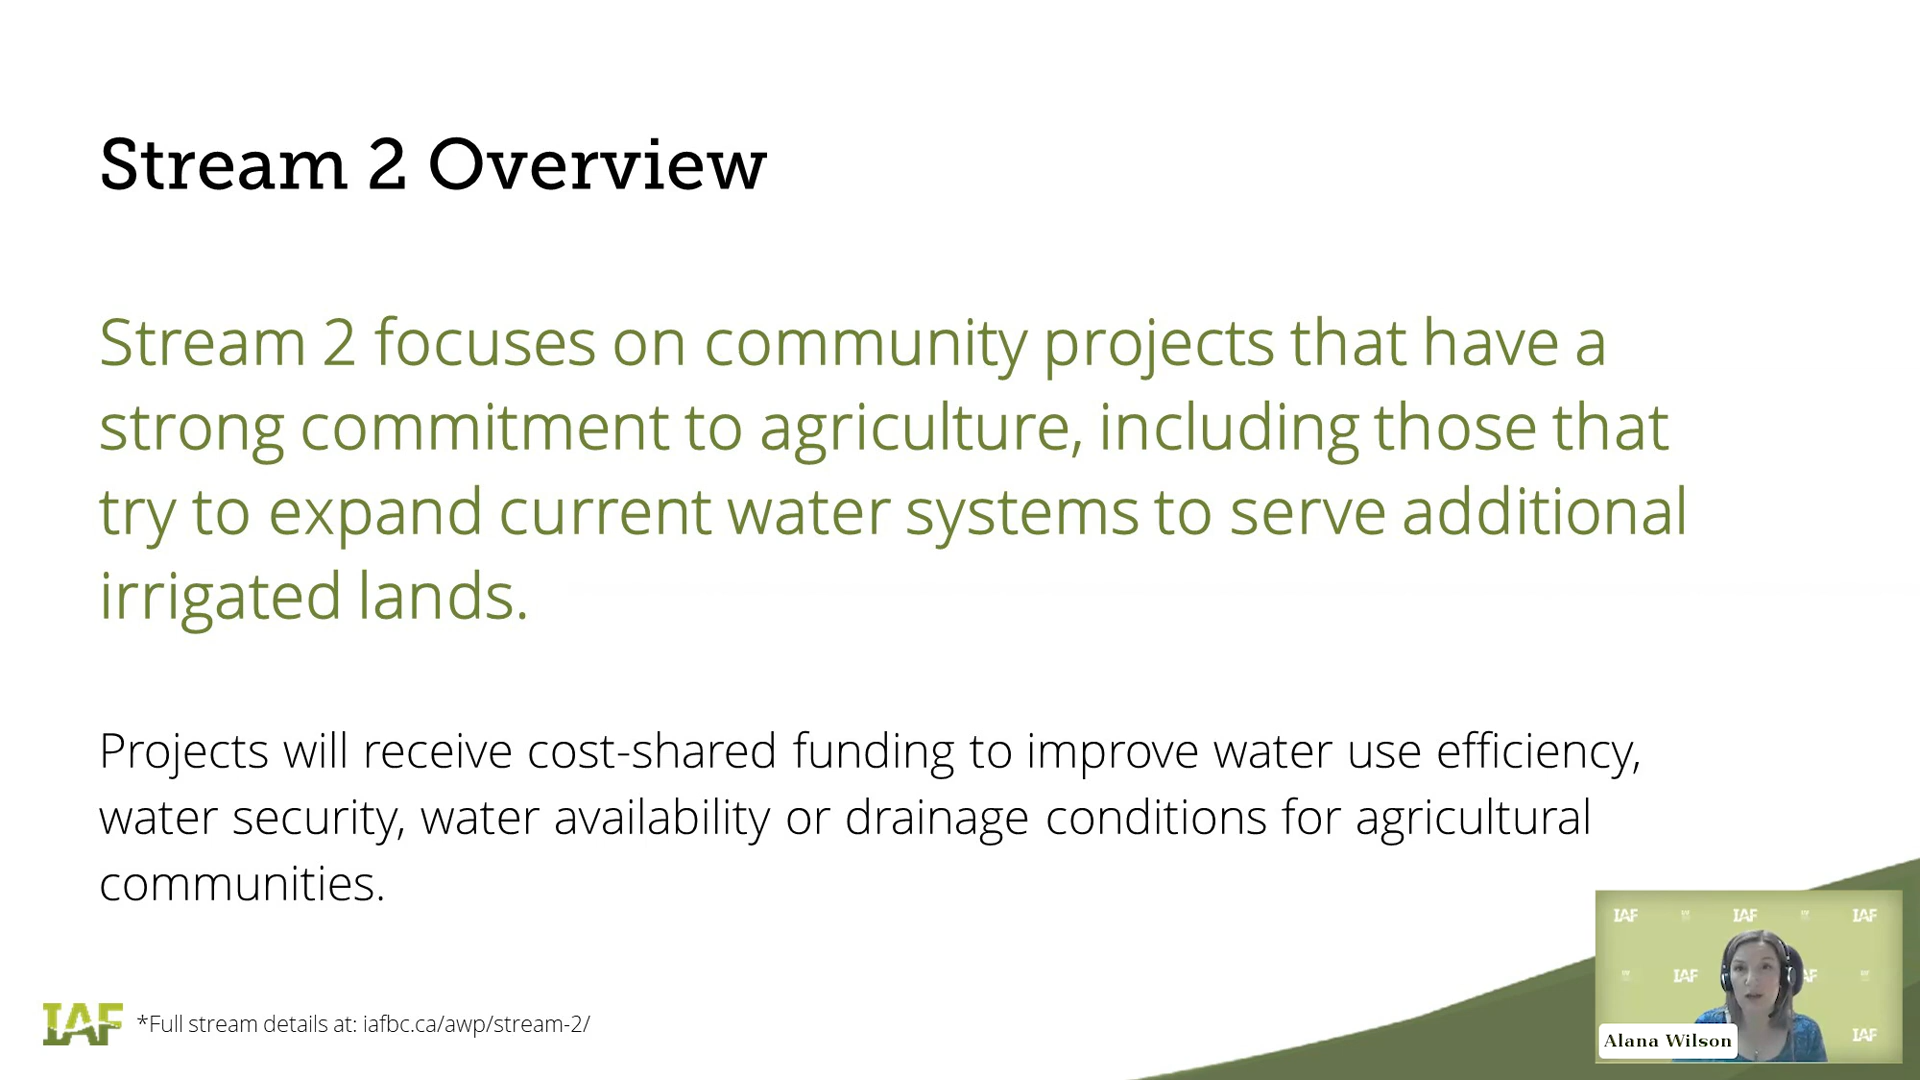 Stream 2 Overview
Stream 2 focuses on community projects that have a
strong commitment to agriculture, including those that
try to expand current water systems to serve additional
irrigated lands.
Projects will receive cost-shared funding to improve water use efficiency,
water security, water availability or drainage conditions for agricultural
communities.
IAF *Full stream details at: iafbc.ca/awp/stream-2/
IAF IAF IAF
IAF AF
IAF
Alana Wilson